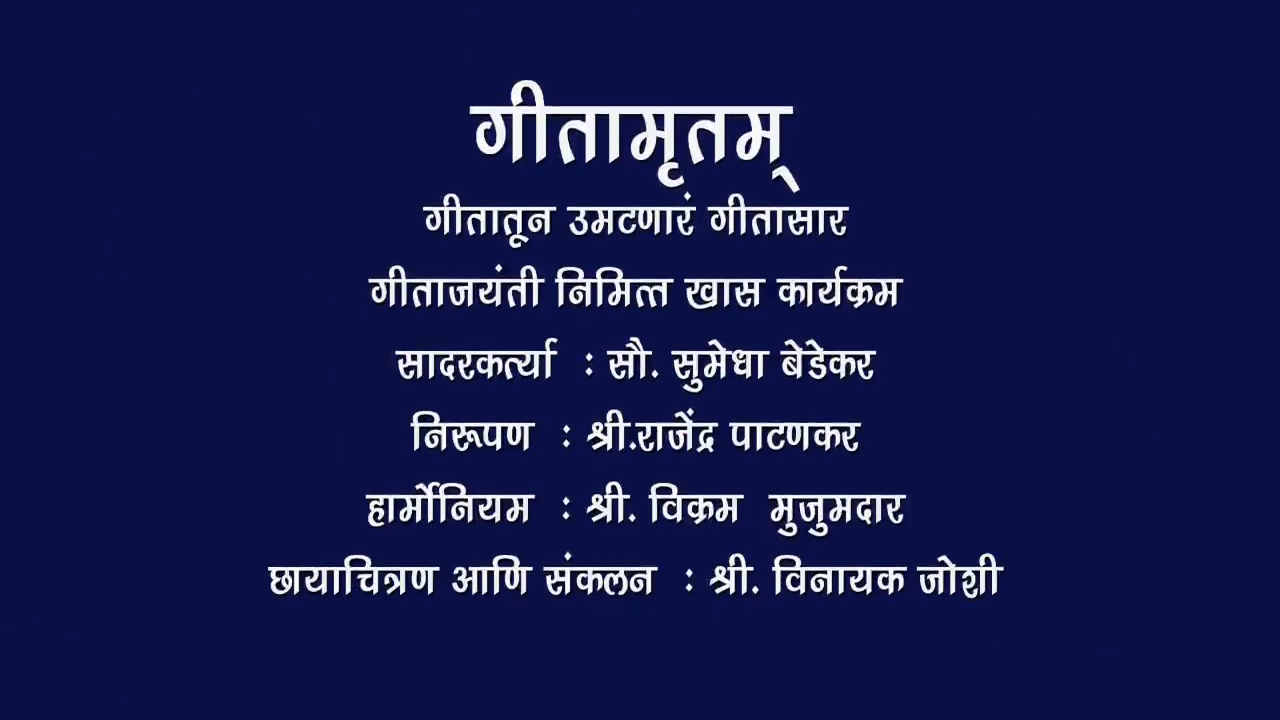 गीतामृतम्
गीतातून उमटणारं गीतासार
गीताजयंती निमित्त खास कार्यक्रम
सादरकर्त्या : सौ. सुमेधा बेडेकर
निरूपण : श्री.राजेंद्र पाटणकर
हार्मोनियम : श्री. विक्रम मुजुमदार
छायाचित्रण आणि संकलन : श्री. विनायक जोशी